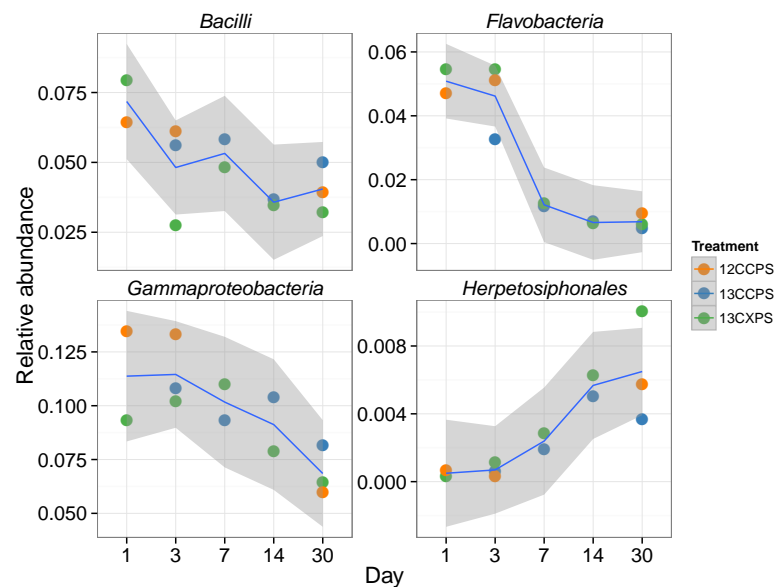 Bacilli
Flavobacteria
0.075
0.050
0.025
0.06
0.04
0.02
0.00
Relative abundance
Gammaproteobacteria
Herpetosiphonales
0.125
0.100
0.075
0.050
0.008
0.004
0.000
1 3 7 14 30
1 3 7 14 30
Day
Treatment
12CCPS
13CCPS
13CXPS